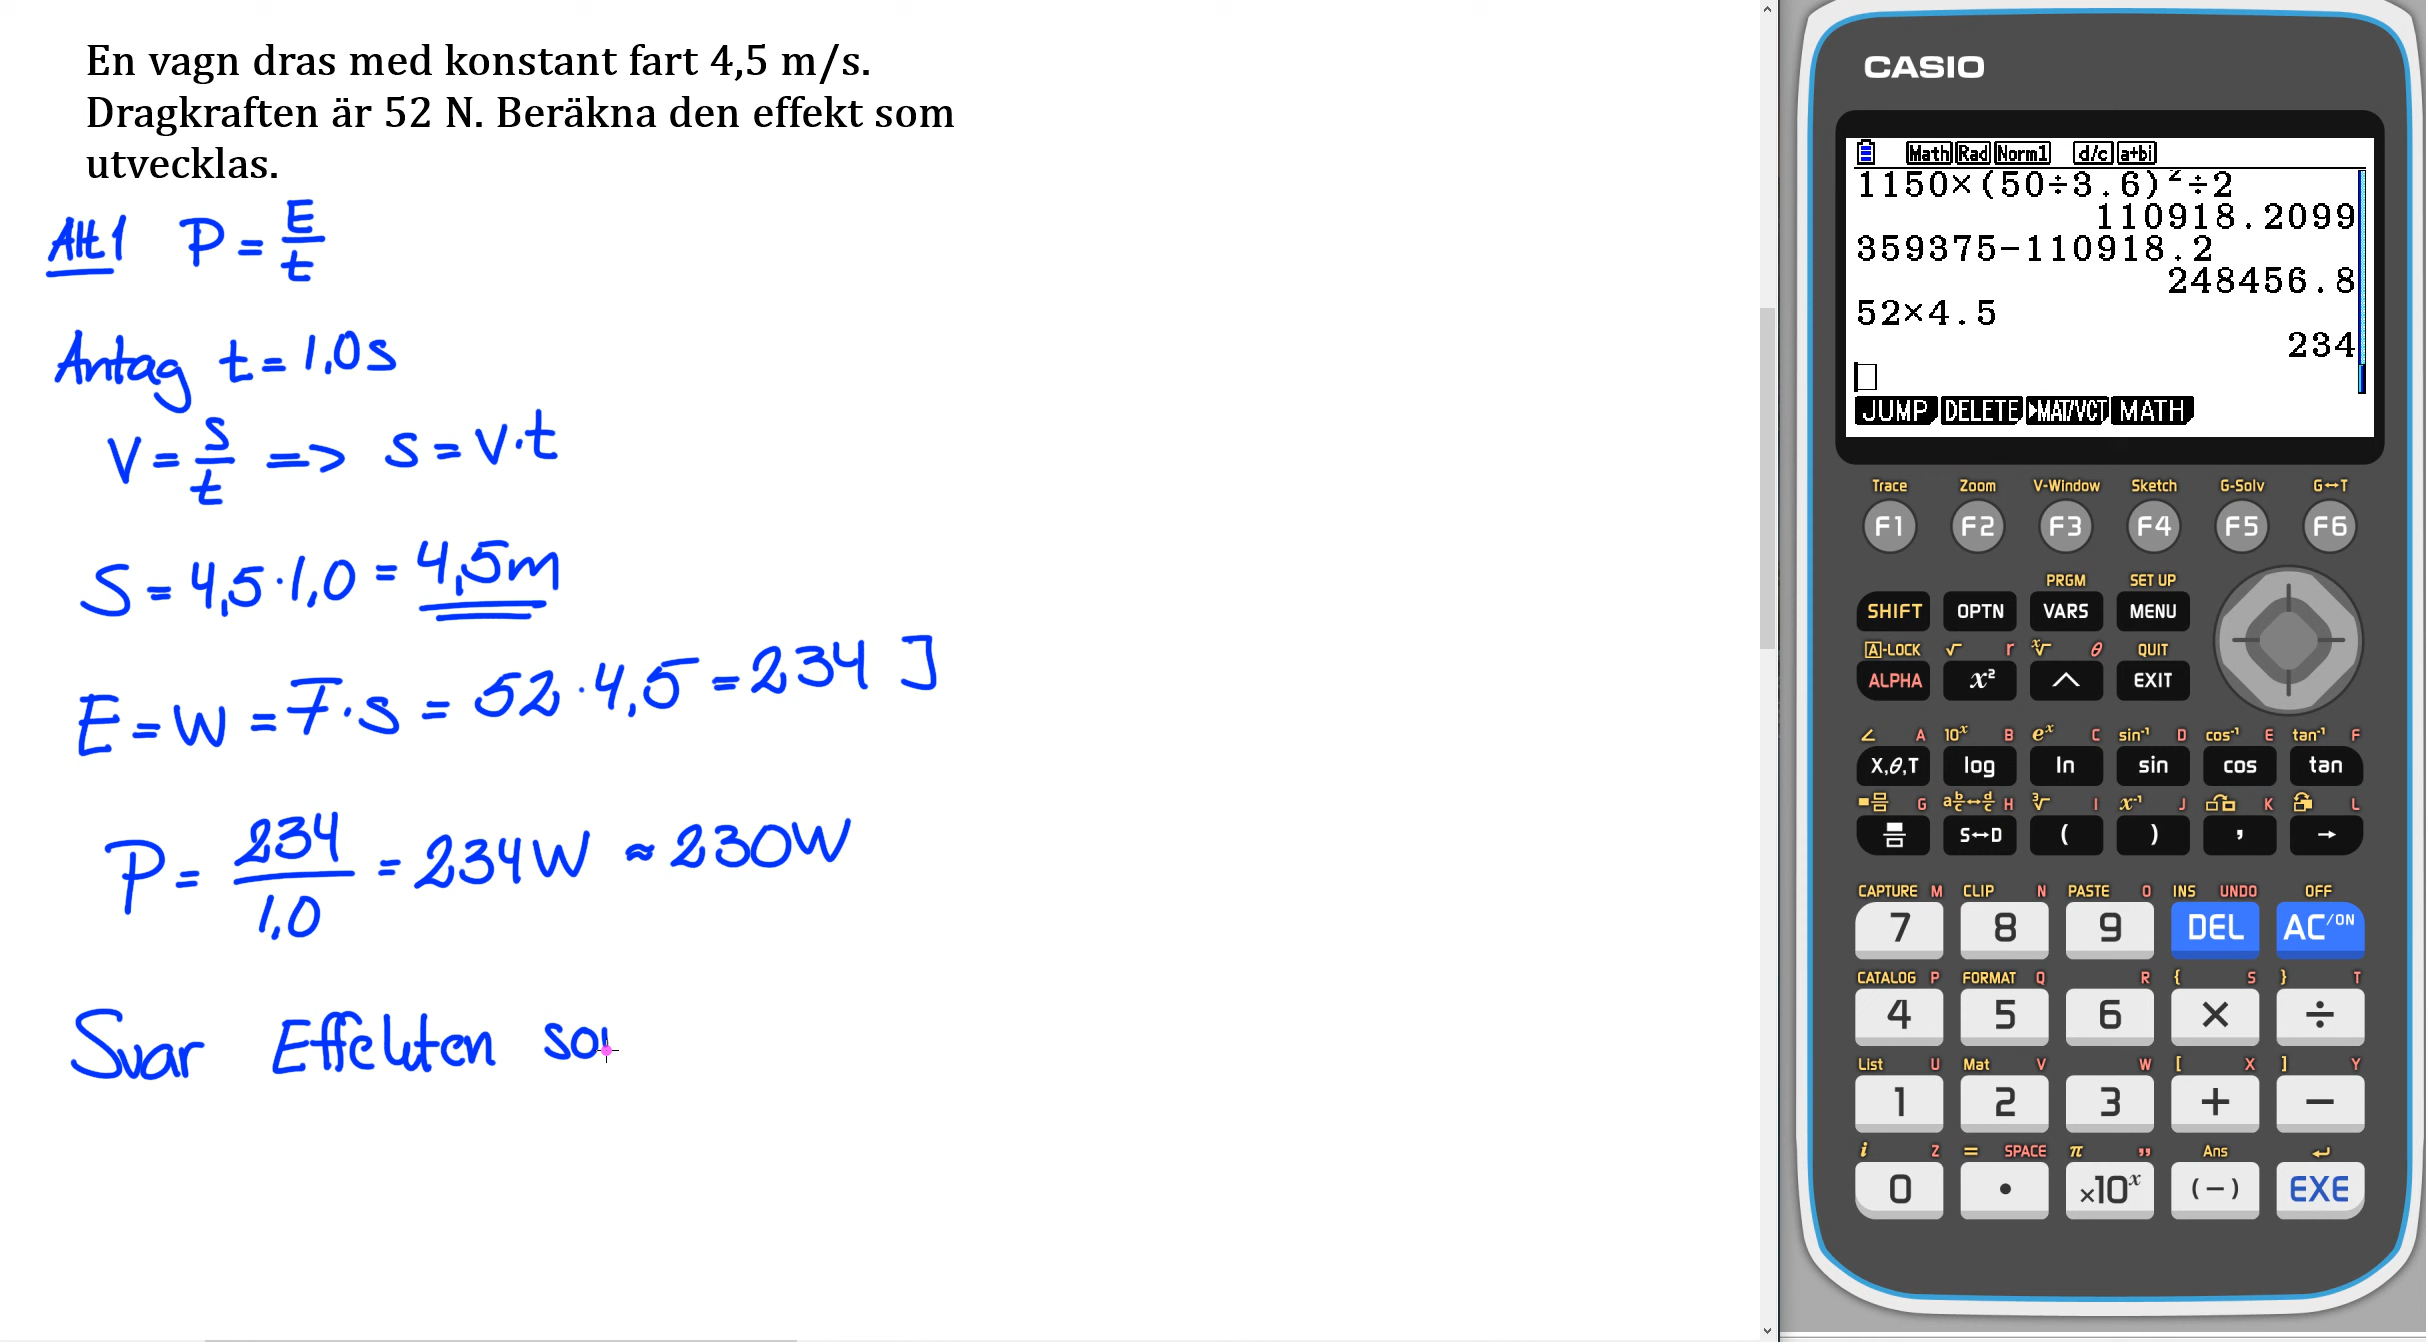 En vagn dras med konstant fart 4,5 m/s.
Dragkraften är 52 N. Beräkna den effekt som
utvecklas.
Alt 1 P = E/t
Antag t = 1,0 s
V = s/t => s = v·t
S = 4,5·1,0 = 4,5m
E = W = F·s = 52·4,5 = 234 J
P = 234/1,0 = 234W ≈ 230W
Svar Effekten so
CASIO
Math Rad Norm1 d/c a+bi
1150×(50÷3.6)²÷2
110918.2099
359375-110918.2
248456.8
52×4.5
234
JUMP DELETE ▶MAT/VCT MATH
Trace Zoom V-Window Sketch G-Solv G↔T
F1 F2 F3 F4 F5 F6
PRGM SET UP
SHIFT OPTN VARS MENU
A-LOCK √ r ˣ√ θ QUIT
ALPHA x² ^ EXIT
∠ A 10ˣ B eˣ C sin⁻¹ D cos⁻¹ E tan⁻¹ F
X,θ,T log ln sin cos tan
G a b/c↔d/c H ³√ I x⁻¹ J K L
S↔D ( ) , →
CAPTURE M CLIP N PASTE O INS UNDO OFF
7 8 9 DEL AC/ON
CATALOG P FORMAT Q R { S } T
4 5 6 × ÷
List U Mat V W [ X ] Y
1 2 3 + −
i Z = SPACE π " Ans ↵
0 • ×10ˣ (−) EXE